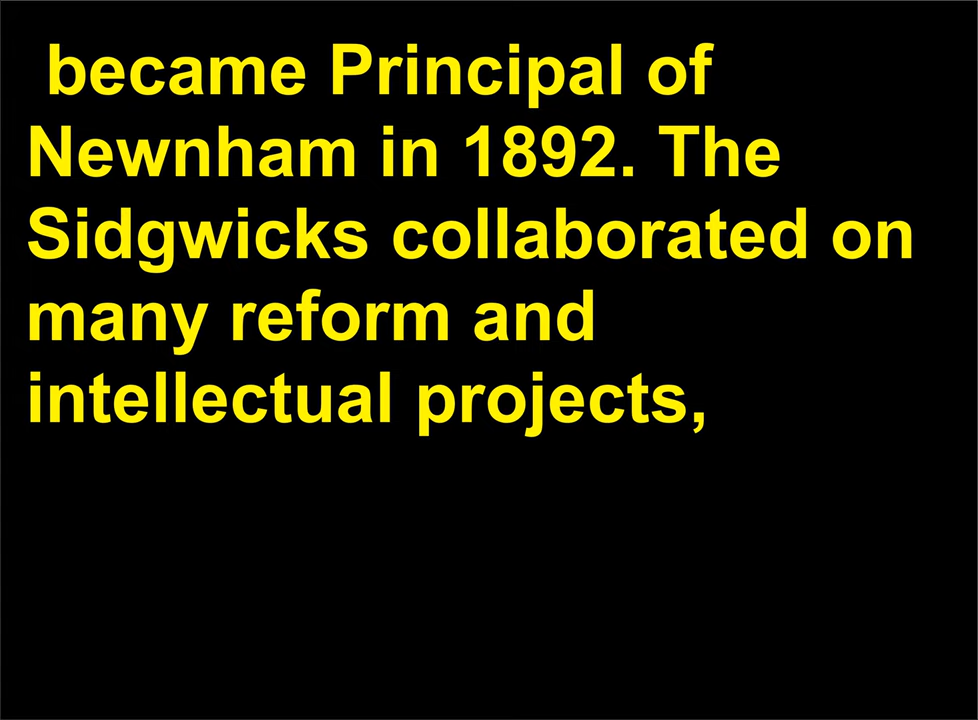 became Principal of
Newnham in 1892. The
Sidgwicks collaborated on
many reform and
intellectual projects,